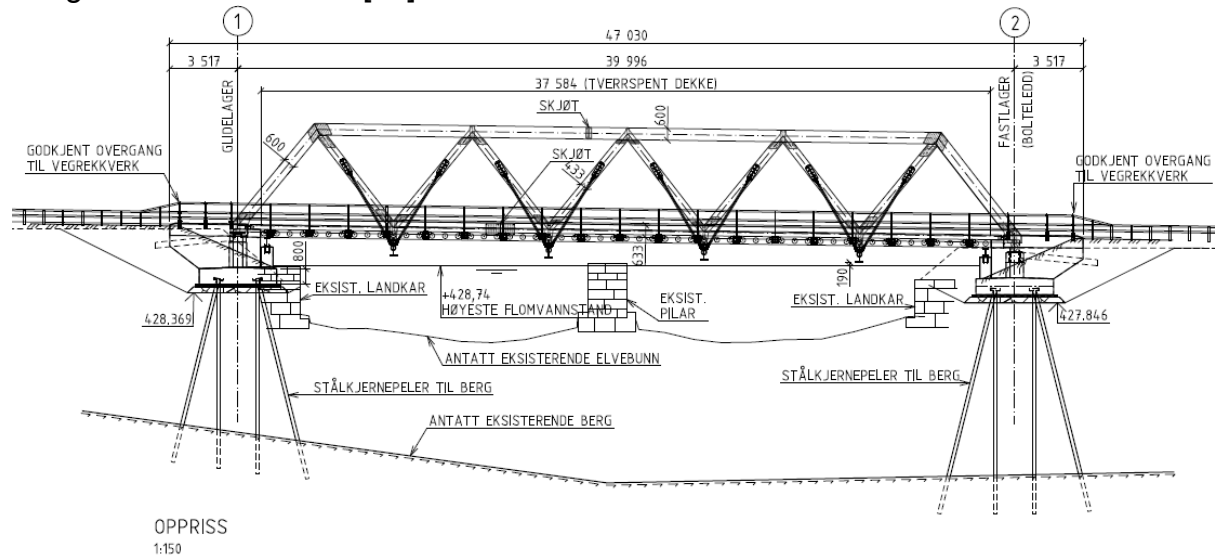 1
2
47 030
3 517
39 996
3 517
37 584 (TVERRSPENT DEKKE)
GLIDELAGER
FASTLAGER
(BOLTELEDD)
SKJØT
600
600
GODKJENT OVERGANG
TIL VEGREKKVERK
SKJØT
433
GODKJENT OVERGANG
TIL VEGREKKVERK
800
633
190
EKSIST. LANDKAR
+428,74
HØYESTE FLOMVANNSTAND
EKSIST.
PILAR
EKSIST. LANDKAR
428,369
427,846
ANTATT EKSISTERENDE ELVEBUNN
STÅLKJERNEPELER TIL BERG
STÅLKJERNEPELER TIL BERG
ANTATT EKSISTERENDE BERG
OPPRISS
1:150